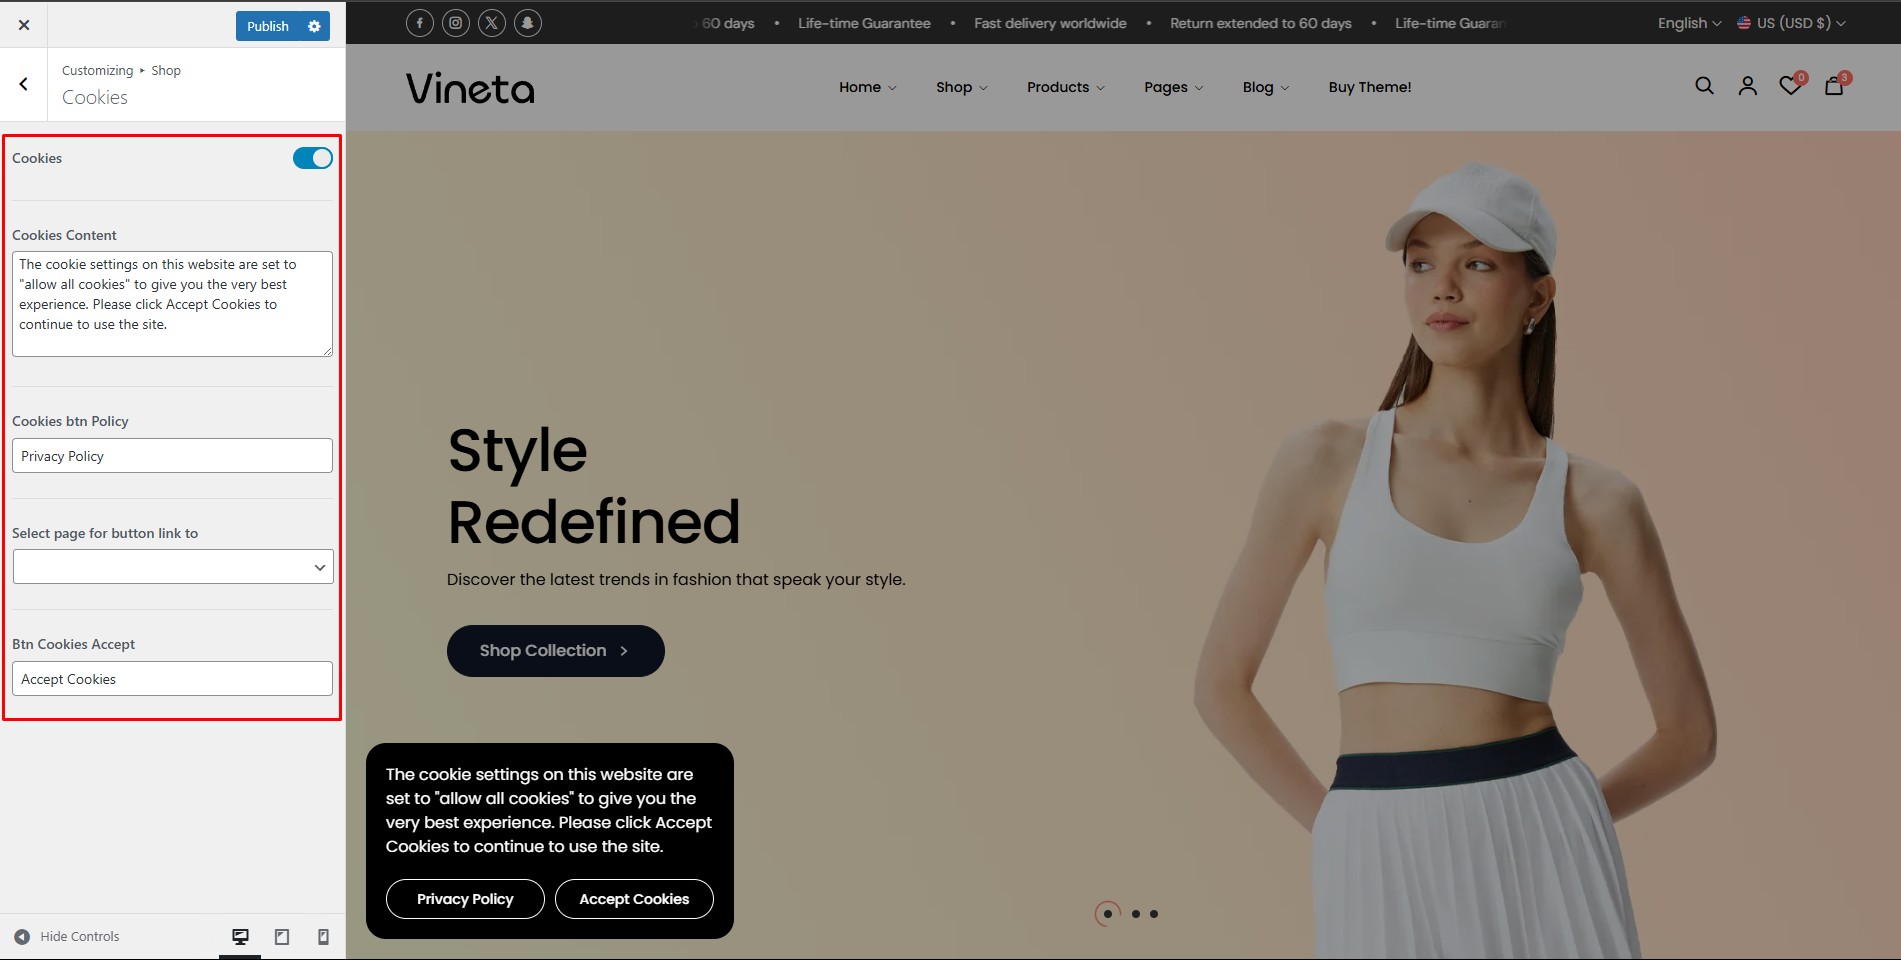 Publish
Customizing ▸ Shop
Cookies
Cookies
Cookies Content
The cookie settings on this website are set to
"allow all cookies" to give you the very best
experience. Please click Accept Cookies to
continue to use the site.
Cookies btn Policy
Privacy Policy
Select page for button link to
Btn Cookies Accept
Accept Cookies
Hide Controls
60 days • Life-time Guarantee • Fast delivery worldwide • Return extended to 60 days • Life-time
English US (USD $)
Vineta
Home Shop Products Pages Blog Buy Theme!
0 3
Style
Redefined
Discover the latest trends in fashion that speak your style.
Shop Collection
The cookie settings on this website are
set to "allow all cookies" to give you the
very best experience. Please click Accept
Cookies to continue to use the site.
Privacy Policy Accept Cookies